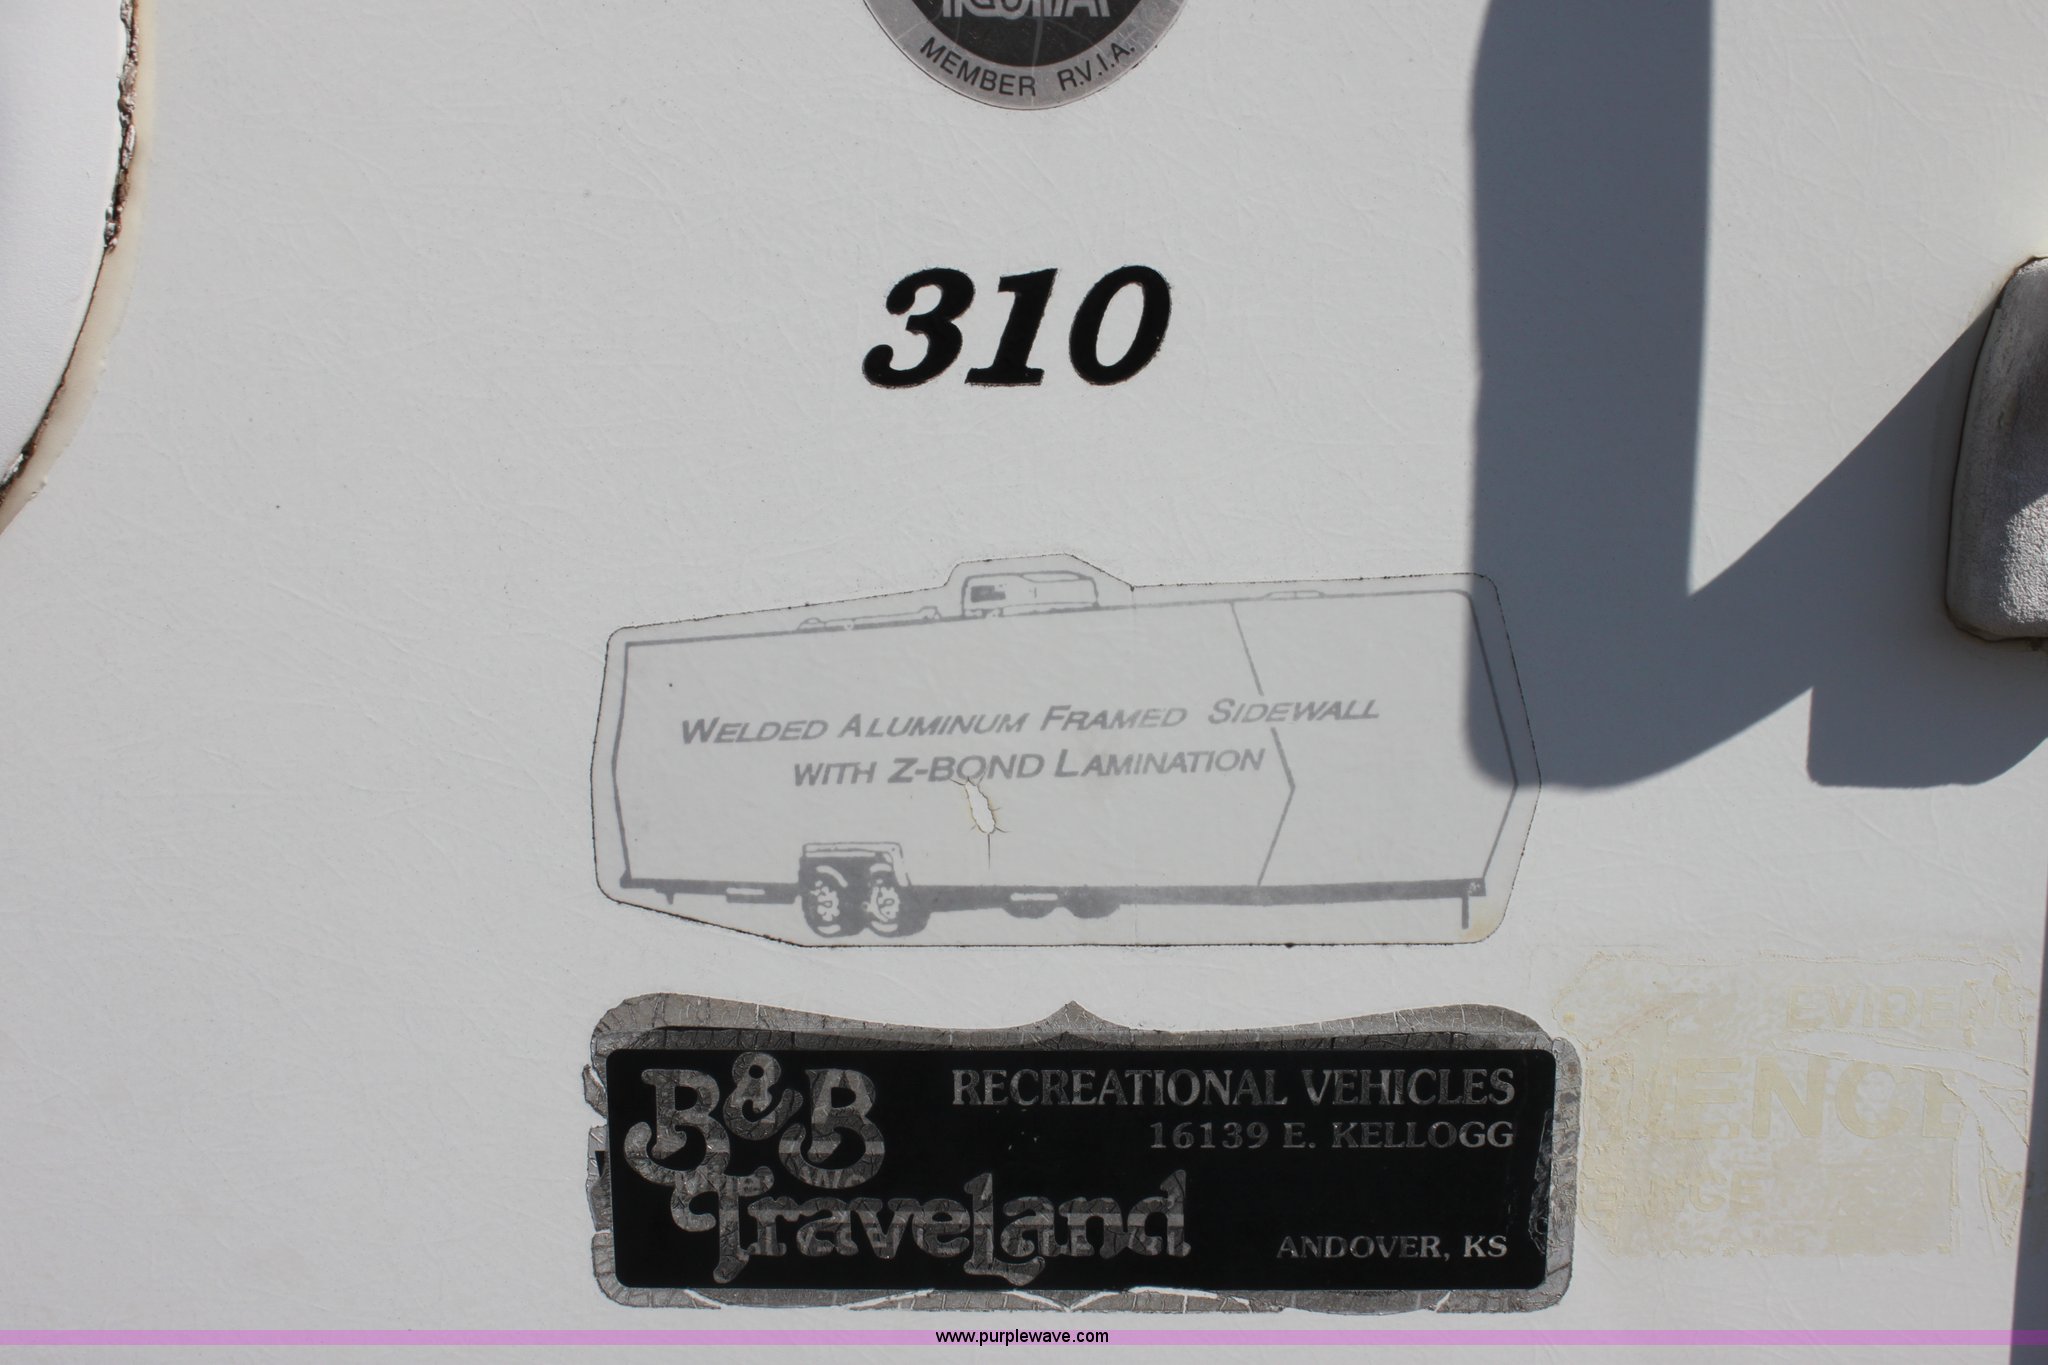 MEMBER R.V.I.A.
310
WELDED ALUMINUM FRAMED SIDEWALL
WITH Z-BOND LAMINATION
B&B
Traveland
RECREATIONAL VEHICLES
16139 E. KELLOGG
ANDOVER, KS
www.purplewave.com